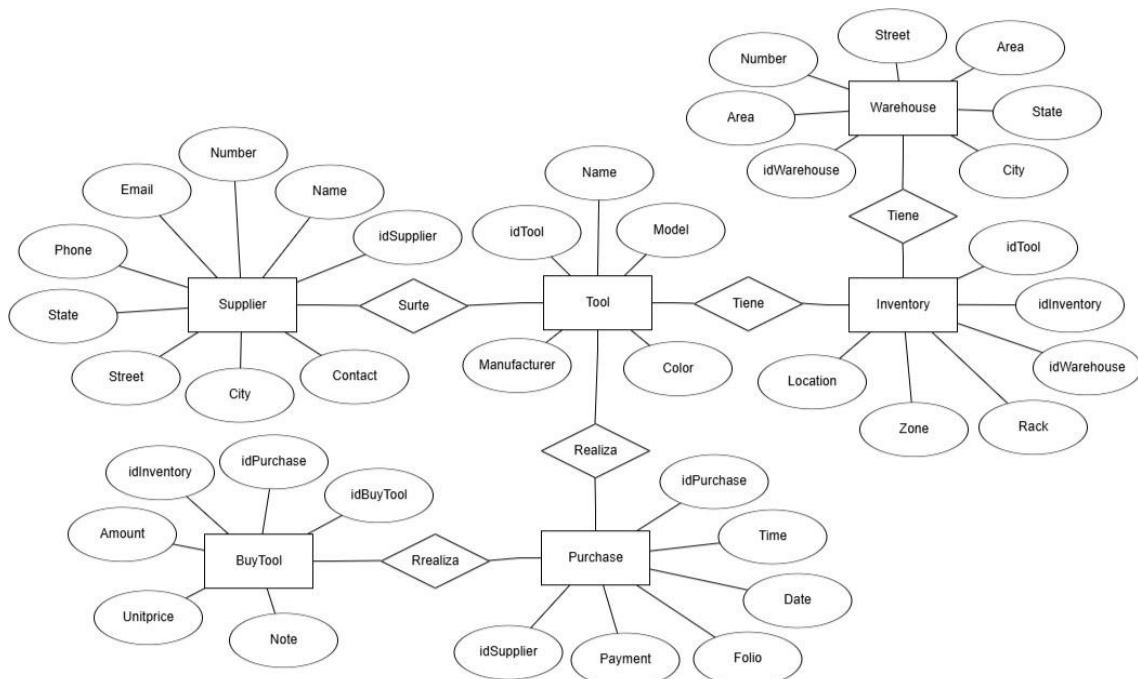 Street
Number
Area
Warehouse
Area
State
idWarehouse
City
Tiene
Number
Email
Name
Phone
idSupplier
State
Supplier
Street
City
Contact
Surte
Name
idTool
Model
Tool
Manufacturer
Color
Tiene
idTool
Inventory
idInventory
idWarehouse
Location
Zone
Rack
Realiza
idPurchase
idInventory
idBuyTool
Amount
BuyTool
Unitprice
Note
Rrealiza
idPurchase
Time
Purchase
Date
idSupplier
Payment
Folio